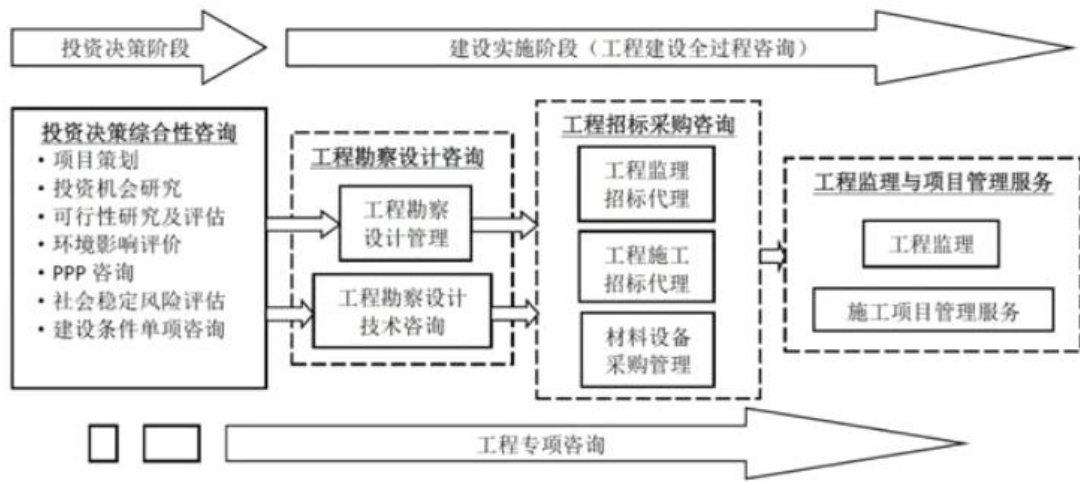 投资决策阶段
建设实施阶段（工程建设全过程咨询）
投资决策综合性咨询
• 项目策划
• 投资机会研究
• 可行性研究及评估
• 环境影响评价
• PPP 咨询
• 社会稳定风险评估
• 建设条件单项咨询
工程勘察设计咨询
工程勘察
设计管理
工程勘察设计
技术咨询
工程招标采购咨询
工程监理
招标代理
工程施工
招标代理
材料设备
采购管理
工程监理与项目管理服务
工程监理
施工项目管理服务
工程专项咨询